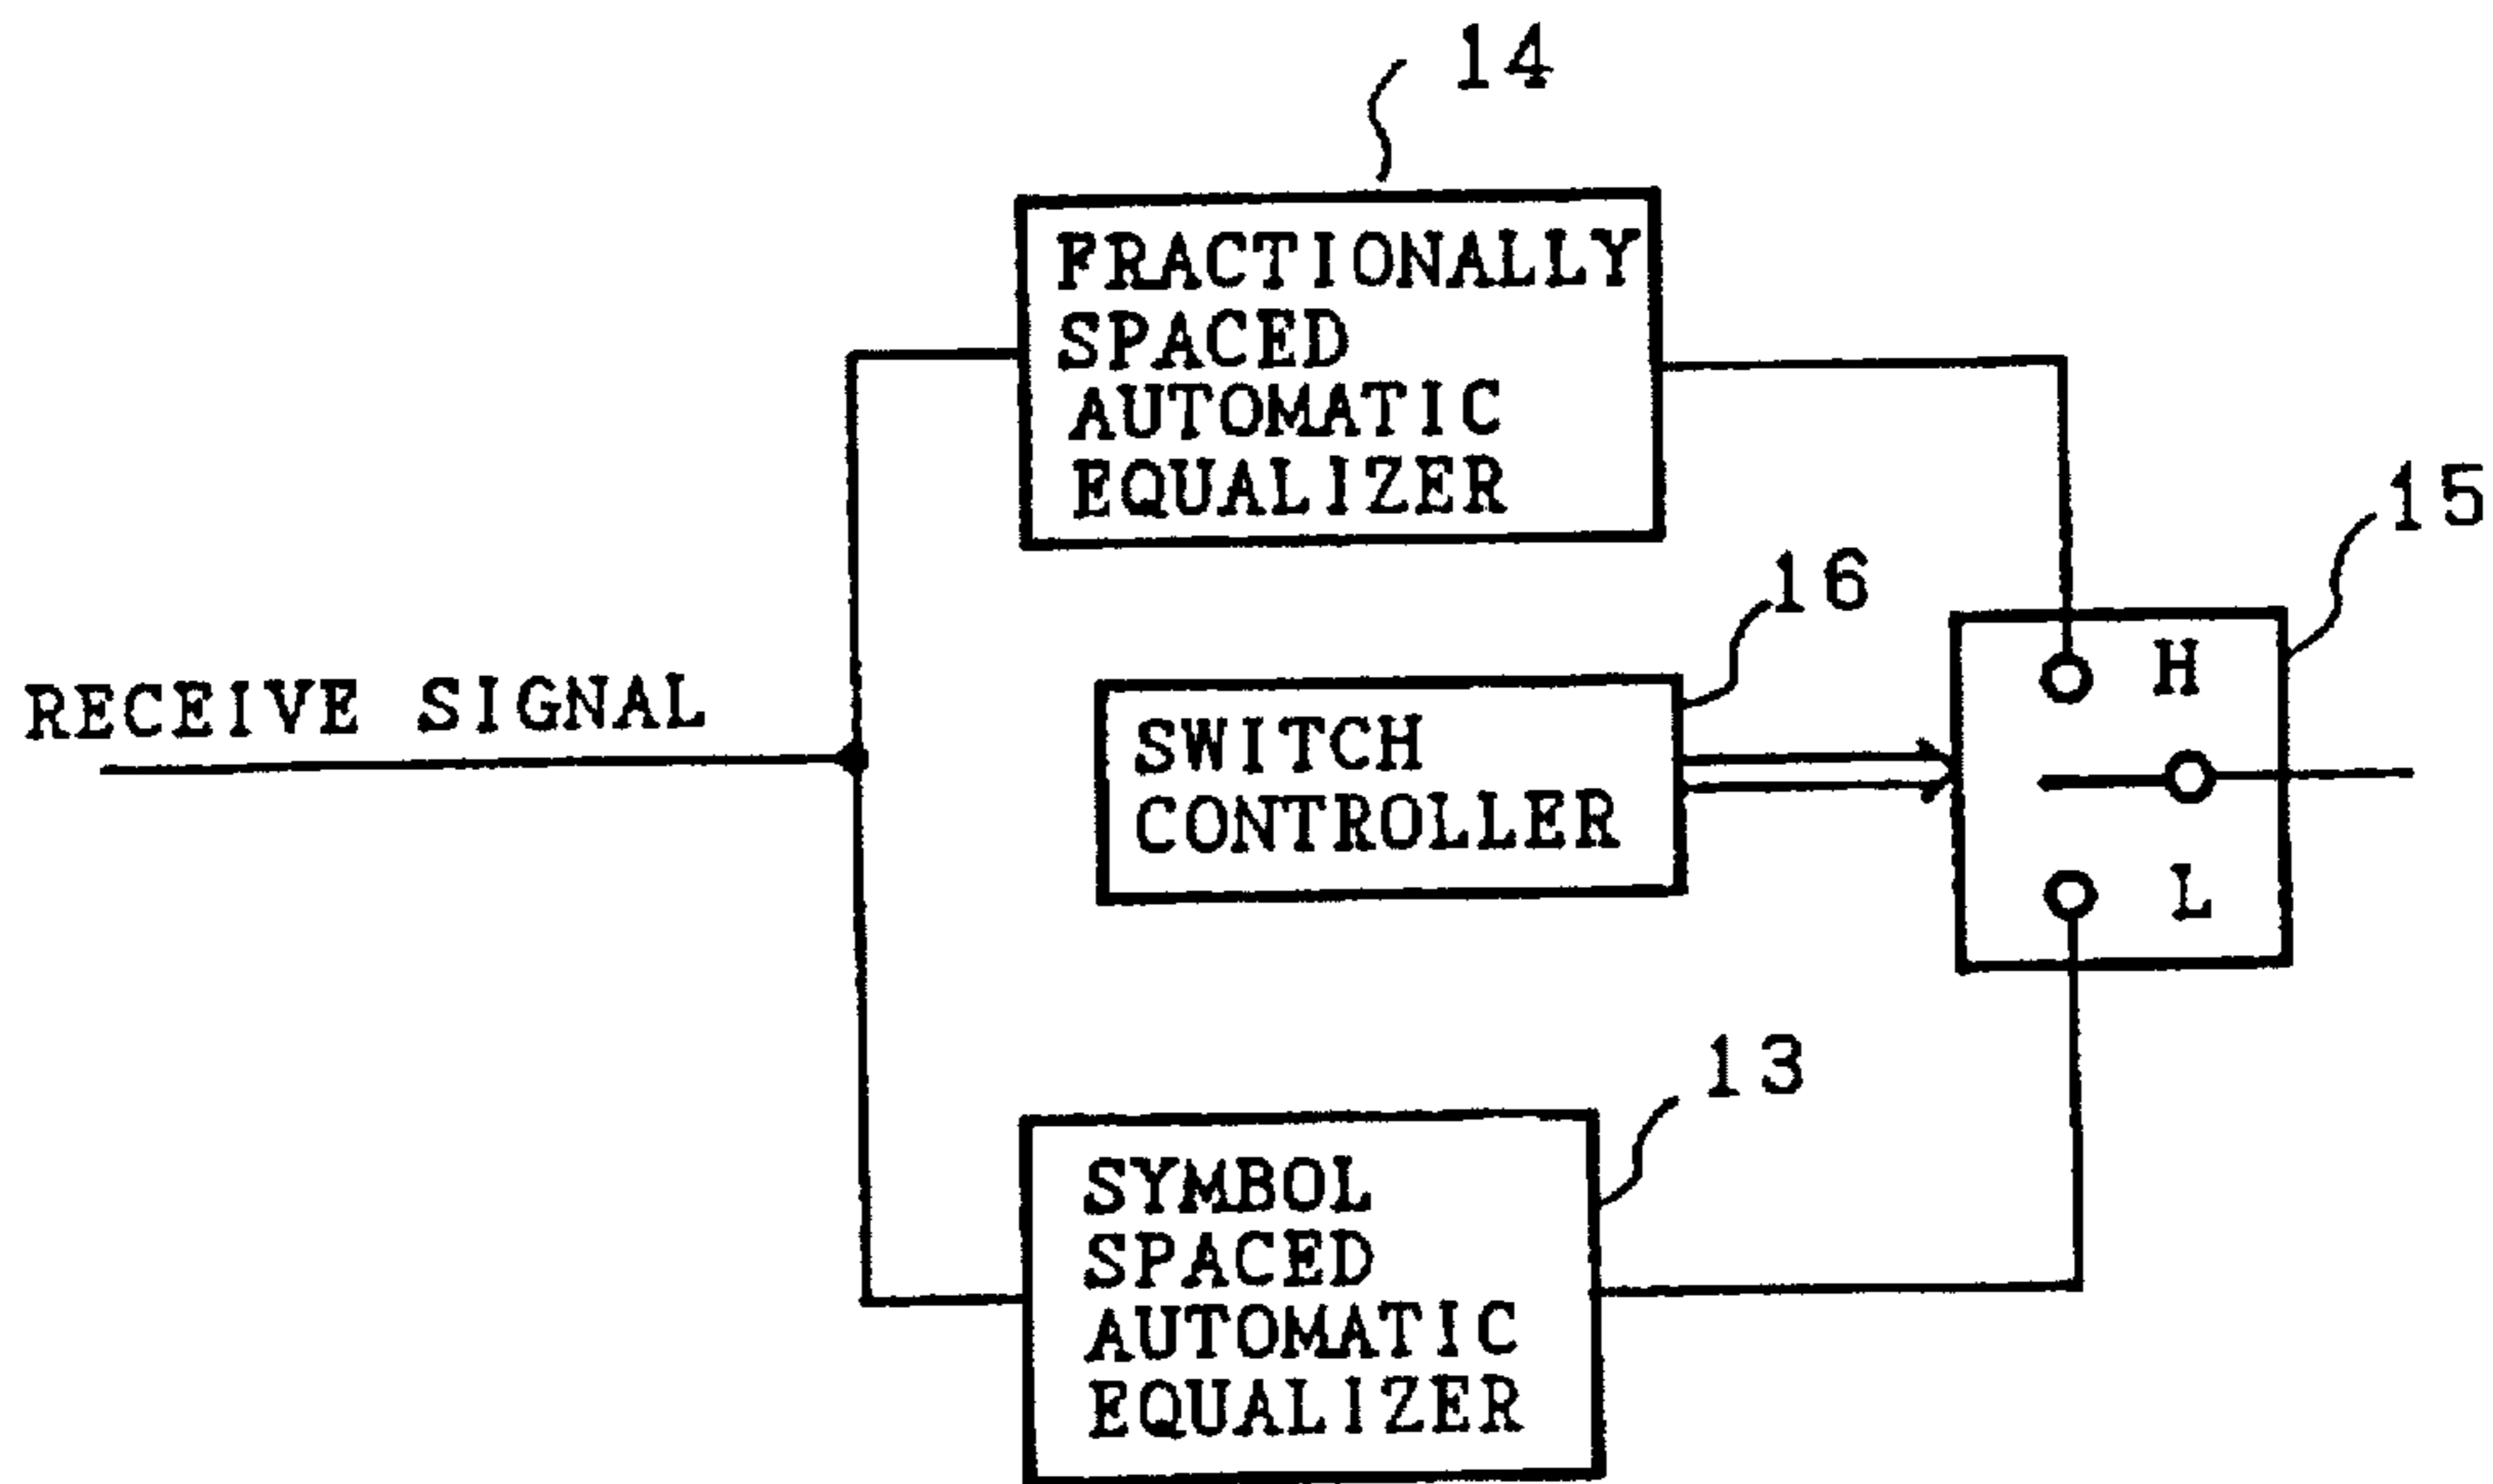 14
FRACTIONALLY
SPACED
AUTOMATIC
EQUALIZER
15
16
H
RECEIVE SIGNAL
SWITCH
CONTROLLER
L
13
SYMBOL
SPACED
AUTOMATIC
EQUALIZER